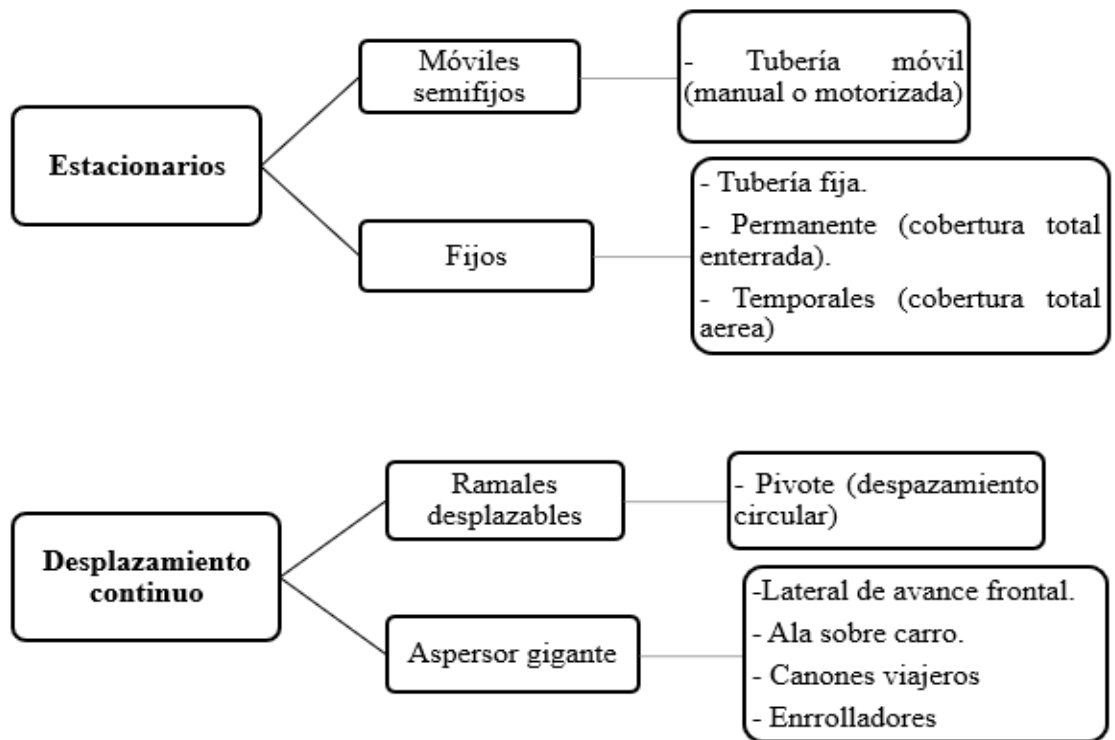 Estacionarios
Móviles
semifijos
- Tubería móvil
(manual o motorizada)
Fijos
- Tubería fija.
- Permanente (cobertura total
enterrada).
- Temporales (cobertura total
aerea)
Desplazamiento
continuo
Ramales
desplazables
- Pivote (despazamiento
circular)
Aspersor gigante
-Lateral de avance frontal.
- Ala sobre carro.
- Canones viajeros
- Enrrolladores